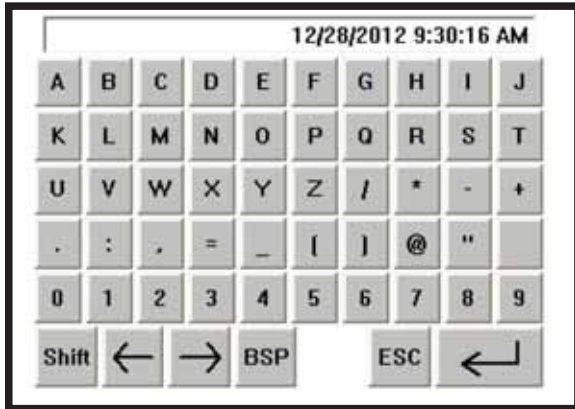 12/28/2012 9:30:16 AM
A B C D E F G H I J
K L M N O P Q R S T
U V W X Y Z / * - +
. : , = _ ( ) @ "
0 1 2 3 4 5 6 7 8 9
Shift ← → BSP ESC ↵